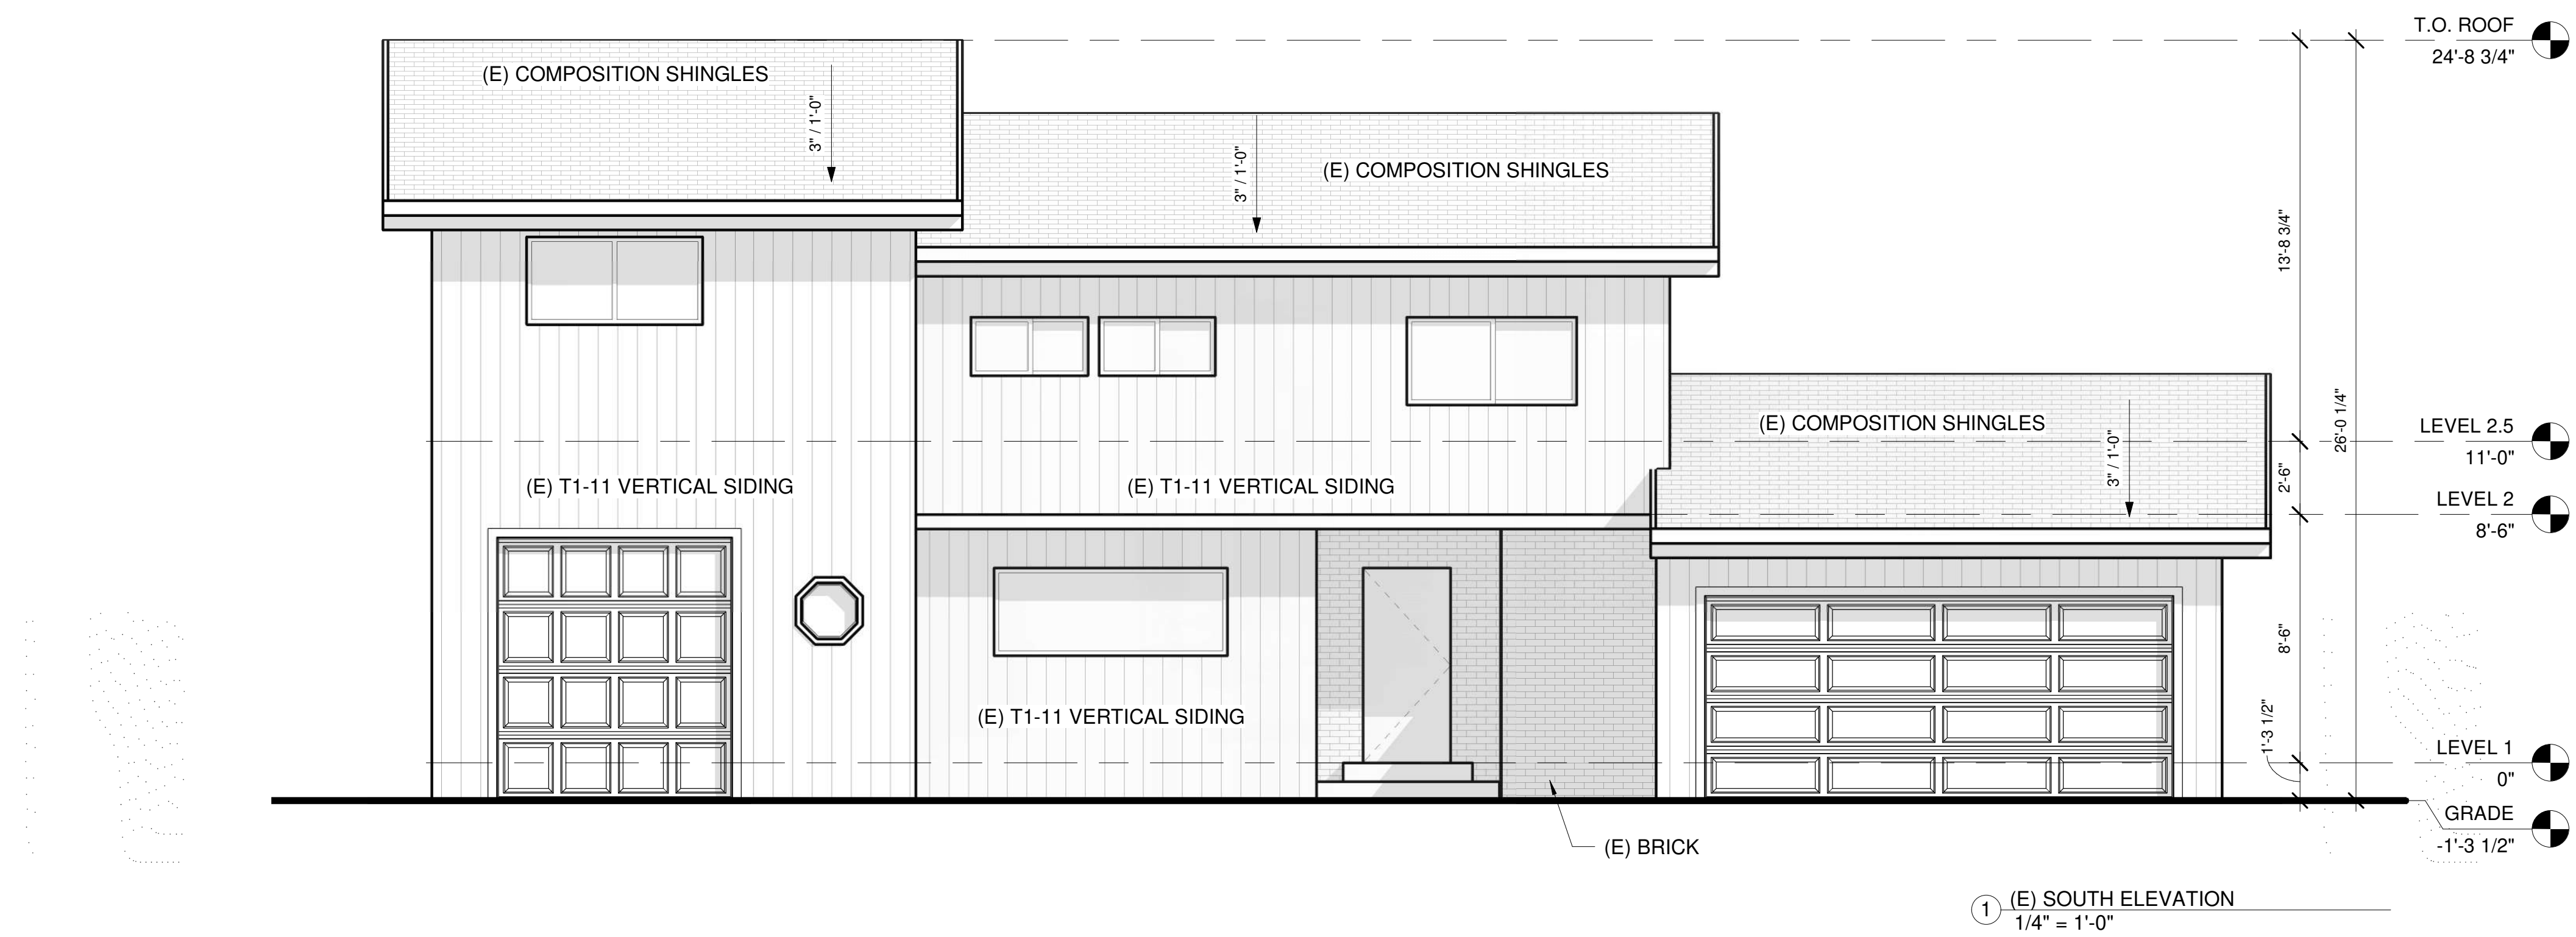 T.O. ROOF
24'-8 3/4"
(E) COMPOSITION SHINGLES
3" / 1'-0"
(E) COMPOSITION SHINGLES
3" / 1'-0"
13'-8 3/4"
26'-0 1/4"
(E) COMPOSITION SHINGLES
3" / 1'-0"
LEVEL 2.5
11'-0"
2'-6"
(E) T1-11 VERTICAL SIDING
(E) T1-11 VERTICAL SIDING
LEVEL 2
8'-6"
8'-6"
(E) T1-11 VERTICAL SIDING
1'-3 1/2"
LEVEL 1
0"
GRADE
-1'-3 1/2"
(E) BRICK
1
(E) SOUTH ELEVATION
1/4" = 1'-0"